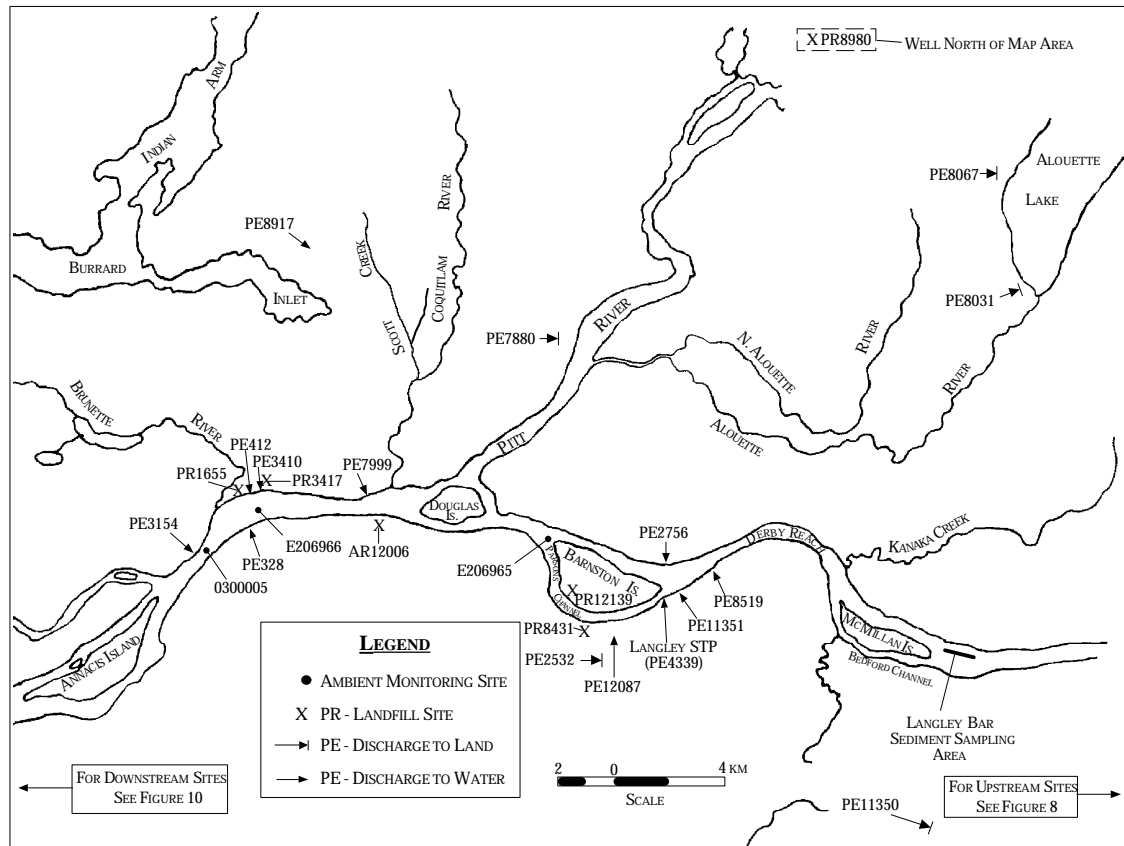 X PR8980
WELL NORTH OF MAP AREA
INDIAN
ARM
PE8917
BURRARD
INLET
SCOTT
CREEK
COQUITLAM
RIVER
PE8067
ALOUETTE
LAKE
PE8031
PE7880
RIVER
PITT
N. ALOUETTE
RIVER
ALOUETTE
RIVER
BRUNETTE
RIVER
PE412
PE3410
PR1655
X
X
PR3417
PE7999
DOUGLAS
IS.
PE3154
PE328
E206966
0300005
X
AR12006
E206965
PARSONS
CHANNEL
BARNSTON IS.
X
PR12139
PE2756
DERBY REACH
KANAKA CREEK
PE8519
PE11351
PR8431
X
LANGLEY STP
(PE4339)
PE2532
PE12087
MCMILLAN IS.
BEDFORD CHANNEL
LANGLEY BAR
SEDIMENT SAMPLING
AREA
ANNACIS ISLAND
LEGEND
AMBIENT MONITORING SITE
X PR - LANDFILL SITE
PE - DISCHARGE TO LAND
PE - DISCHARGE TO WATER
2 0 4 KM
SCALE
FOR DOWNSTREAM SITES
SEE FIGURE 10
PE11350
FOR UPSTREAM SITES
SEE FIGURE 8